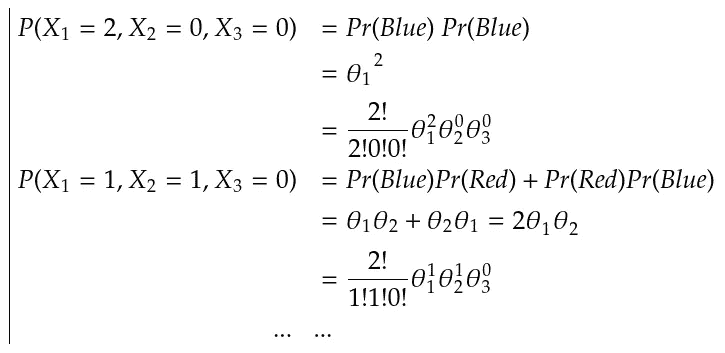 P(X₁ = 2, X₂ = 0, X₃ = 0) = Pr(Blue) Pr(Blue)
= θ₁²
= \frac{2!}{2!0!0!} θ₁²θ₂⁰θ₃⁰
P(X₁ = 1, X₂ = 1, X₃ = 0) = Pr(Blue)Pr(Red) + Pr(Red)Pr(Blue)
= θ₁θ₂ + θ₂θ₁ = 2θ₁θ₂
= \frac{2!}{1!1!0!} θ₁¹θ₂¹θ₃⁰
... ...